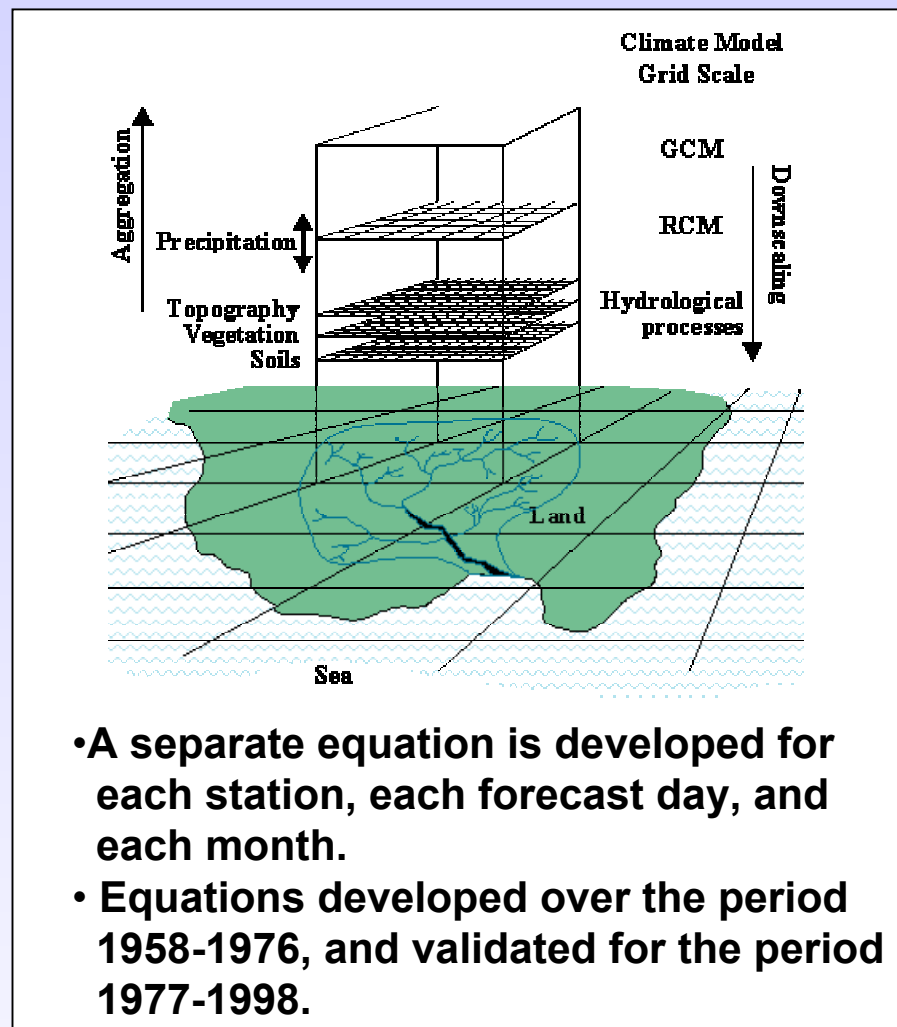 Climate Model
Grid Scale
Aggregation
GCM
Precipitation
RCM
Downscaling
Topography
Vegetation
Soils
Hydrological
processes
Land
Sea
•A separate equation is developed for
each station, each forecast day, and
each month.
• Equations developed over the period
1958-1976, and validated for the period
1977-1998.